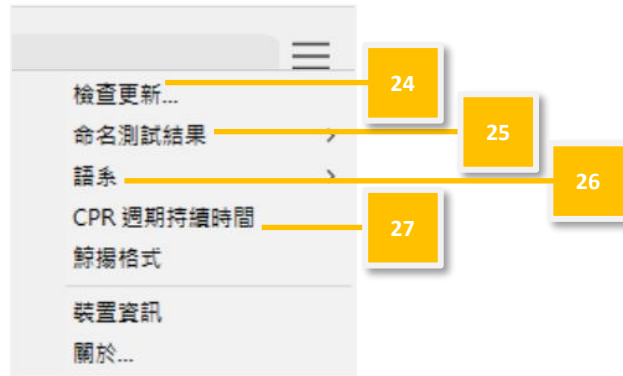 檢查更新...
24
命名測試結果
25
語系
26
CPR 週期持續時間
27
鯨揚格式
裝置資訊
關於...